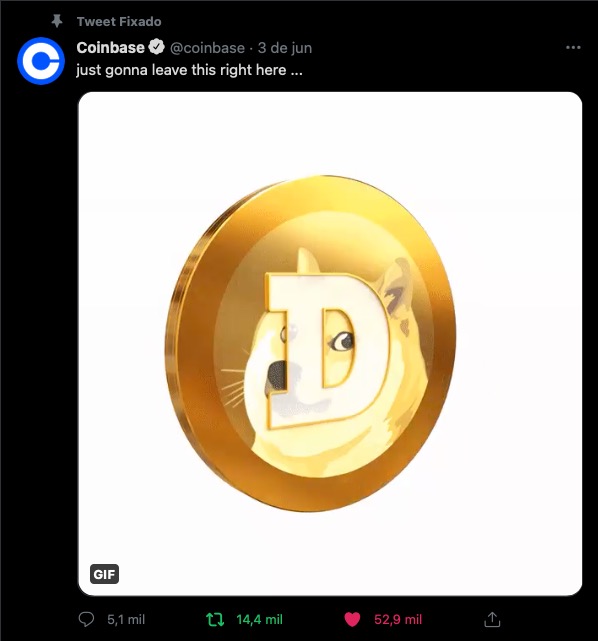 Tweet Fixado
Coinbase @coinbase · 3 de jun
just gonna leave this right here ...
D
GIF
5,1 mil 14,4 mil 52,9 mil